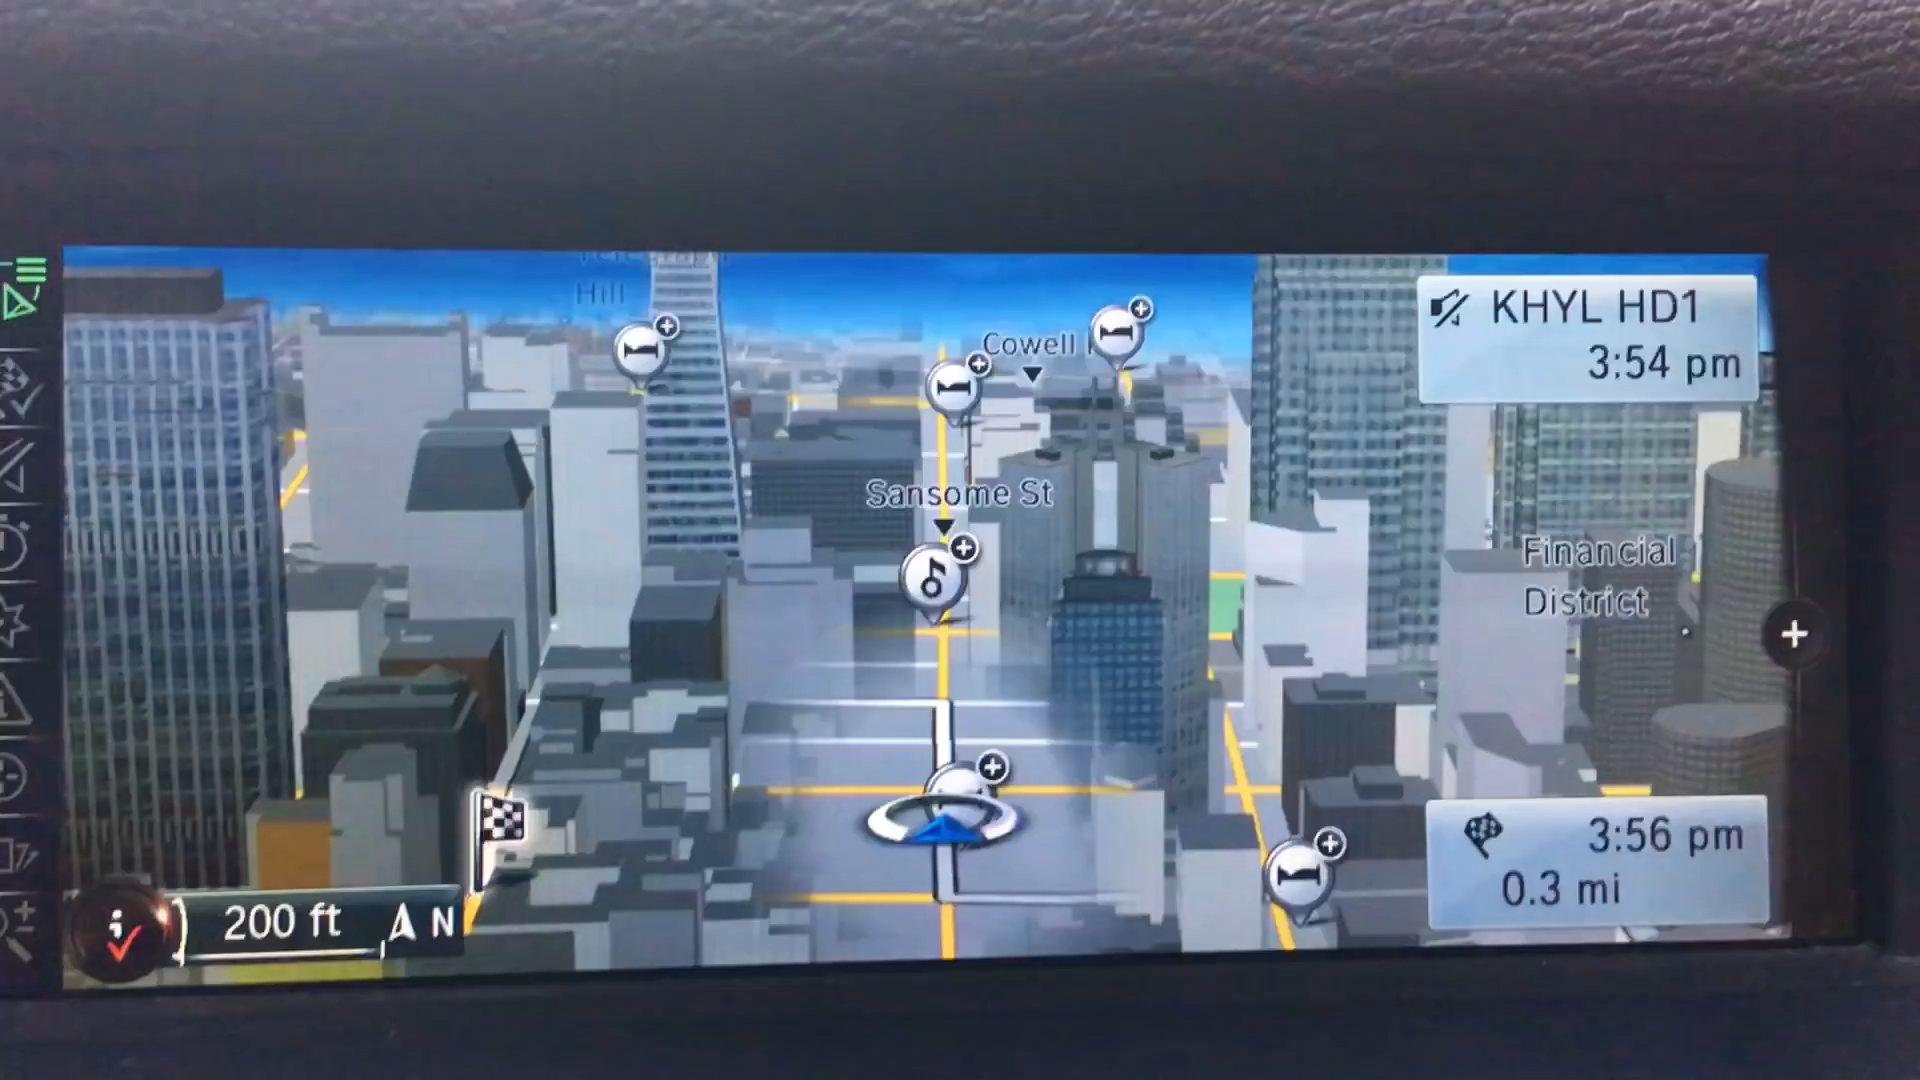 Hill
Cowell
KHYL HD1
3:54 pm
Sansome St
Financial
District
3:56 pm
0.3 mi
200 ft
N